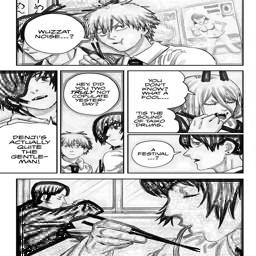 WUZZAT
NOISE...?
YOU
DON'T
KNOW?
WHAT A
FOOL...
'TIS THE
SOUND
OF TAIKO
DRUMS.
A
FESTIVAL
...?
HEY, DID
YOU TWO
TRULY NOT
COPULATE
YESTER-
DAY?
DENJI'S
ACTUALLY
QUITE
THE
GENTLE-
MAN!